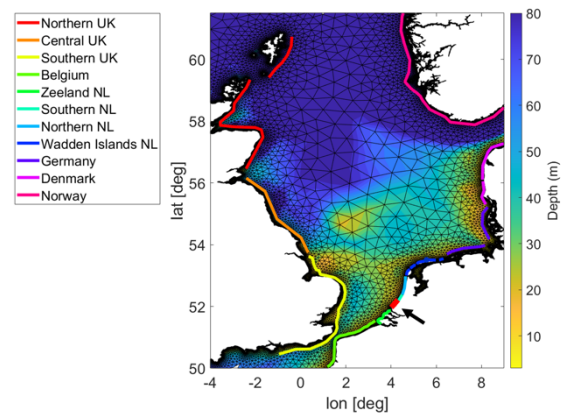 Northern UK
Central UK
Southern UK
Belgium
Zeeland NL
Southern NL
Northern NL
Wadden Islands NL
Germany
Denmark
Norway
lat [deg]
60
58
56
54
52
50
-4 -2 0 2 4 6 8
lon [deg]
80
70
60
50
40
30
20
10
Depth (m)